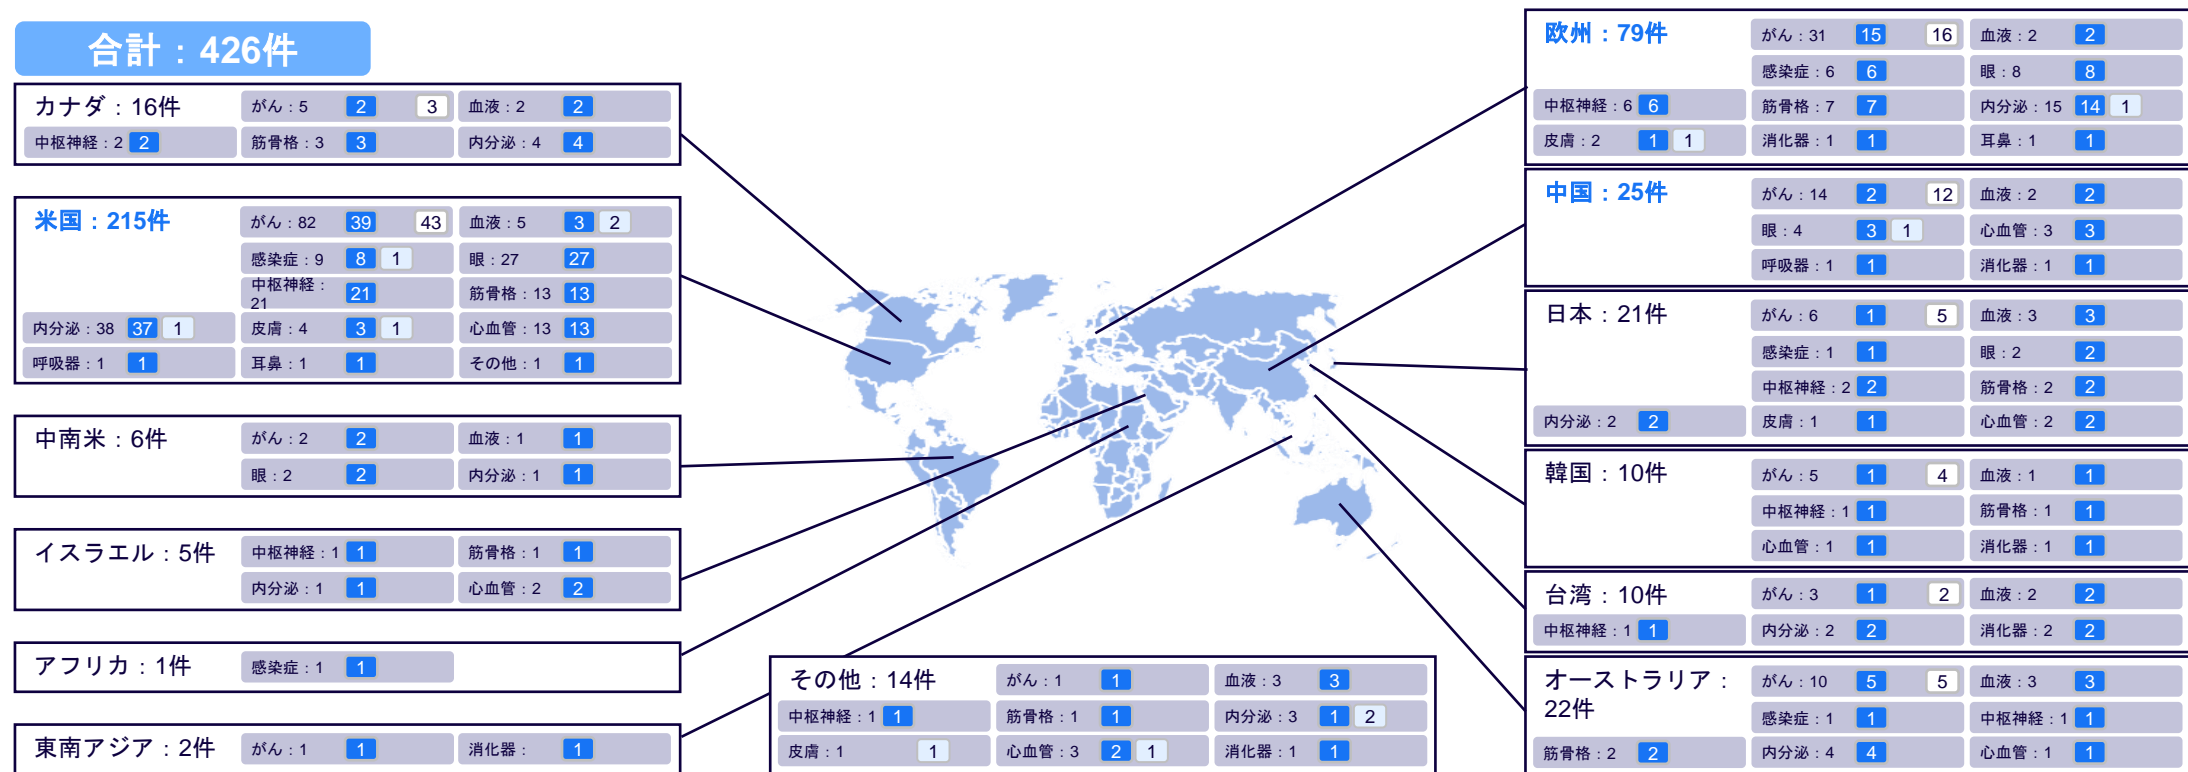 合計：426件
カナダ：16件
がん：5 2 3
血液：2 2
中枢神経：2 2
筋骨格：3 3
内分泌：4 4
米国：215件
がん：82 39 43
血液：5 3 2
感染症：9 8 1
眼：27 27
中枢神経：
21 21
筋骨格：13 13
内分泌：38 37 1
皮膚：4 3 1
心血管：13 13
呼吸器：1 1
耳鼻：1 1
その他：1 1
中南米：6件
がん：2 2
血液：1 1
眼：2 2
内分泌：1 1
イスラエル：5件
中枢神経：1 1
筋骨格：1 1
内分泌：1 1
心血管：2 2
アフリカ：1件
感染症：1 1
東南アジア：2件
がん：1 1
消化器： 1
その他：14件
がん：1 1
血液：3 3
中枢神経：1 1
筋骨格：1 1
内分泌：3 1 2
皮膚：1 1
心血管：3 2 1
消化器：1 1
欧州：79件
がん：31 15 16
血液：2 2
感染症：6 6
眼：8 8
中枢神経：6 6
筋骨格：7 7
内分泌：15 14 1
皮膚：2 1 1
消化器：1 1
耳鼻：1 1
中国：25件
がん：14 2 12
血液：2 2
眼：4 3 1
心血管：3 3
呼吸器：1 1
消化器：1 1
日本：21件
がん：6 1 5
血液：3 3
感染症：1 1
眼：2 2
中枢神経：2 2
筋骨格：2 2
内分泌：2 2
皮膚：1 1
心血管：2 2
韓国：10件
がん：5 1 4
血液：1 1
中枢神経：1 1
筋骨格：1 1
心血管：1 1
消化器：1 1
台湾：10件
がん：3 1 2
血液：2 2
中枢神経：1 1
内分泌：2 2
消化器：2 2
オーストラリア：
22件
がん：10 5 5
血液：3 3
感染症：1 1
中枢神経：1 1
筋骨格：2 2
内分泌：4 4
心血管：1 1